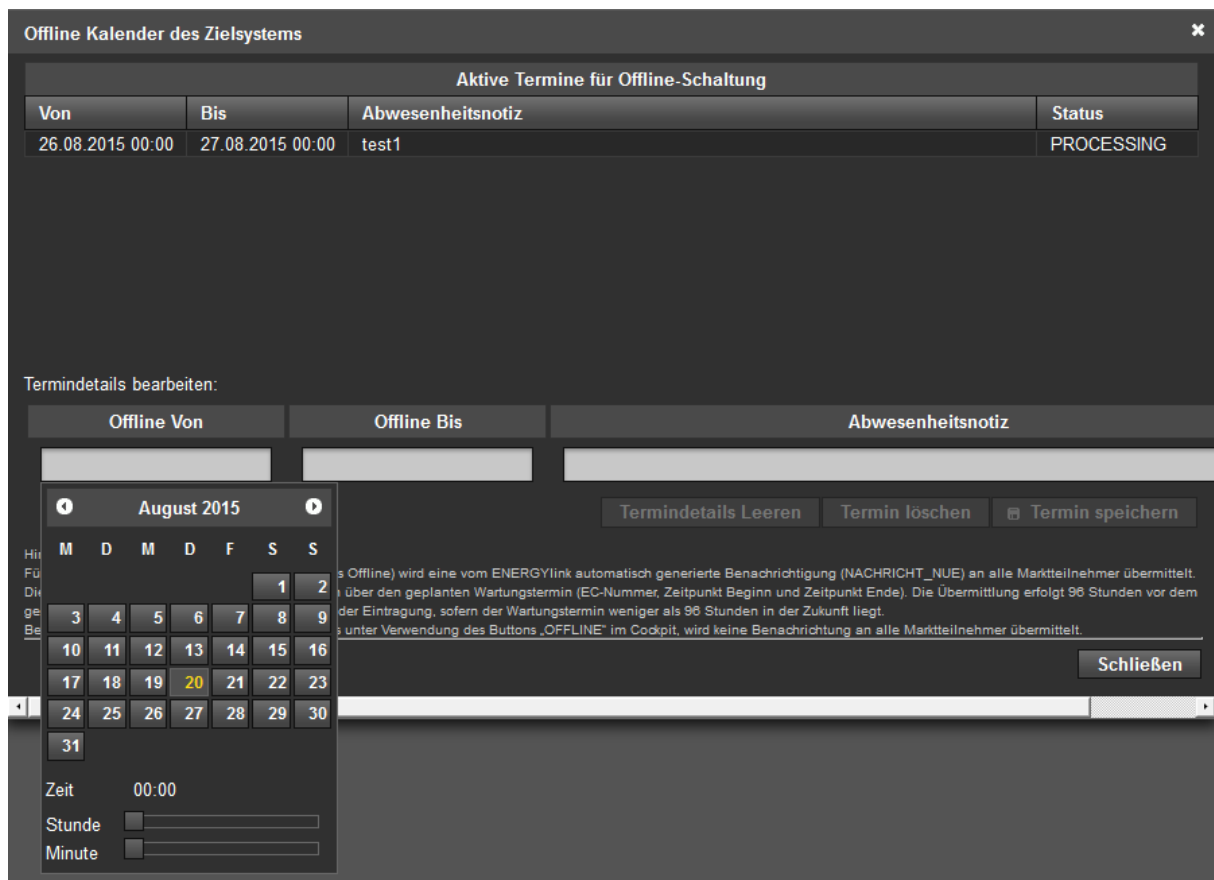 Offline Kalender des Zielsystems
Aktive Termine für Offline-Schaltung
Von Bis Abwesenheitsnotiz Status
26.08.2015 00:00 27.08.2015 00:00 test1 PROCESSING
Termindetails bearbeiten:
Offline Von Offline Bis Abwesenheitsnotiz
Termindetails Leeren Termin löschen Termin speichern
s Offline) wird eine vom ENERGYlink automatisch generierte Benachrichtigung (NACHRICHT_NUE) an alle Marktteilnehmer übermittelt.
über den geplanten Wartungstermin (EC-Nummer, Zeitpunkt Beginn und Zeitpunkt Ende). Die Übermittlung erfolgt 96 Stunden vor dem
der Eintragung, sofern der Wartungstermin weniger als 96 Stunden in der Zukunft liegt.
s unter Verwendung des Buttons „OFFLINE“ im Cockpit, wird keine Benachrichtung an alle Marktteilnehmer übermittelt.
Schließen
August 2015
M D M D F S S
1 2
3 4 5 6 7 8 9
10 11 12 13 14 15 16
17 18 19 20 21 22 23
24 25 26 27 28 29 30
31
Zeit 00:00
Stunde
Minute